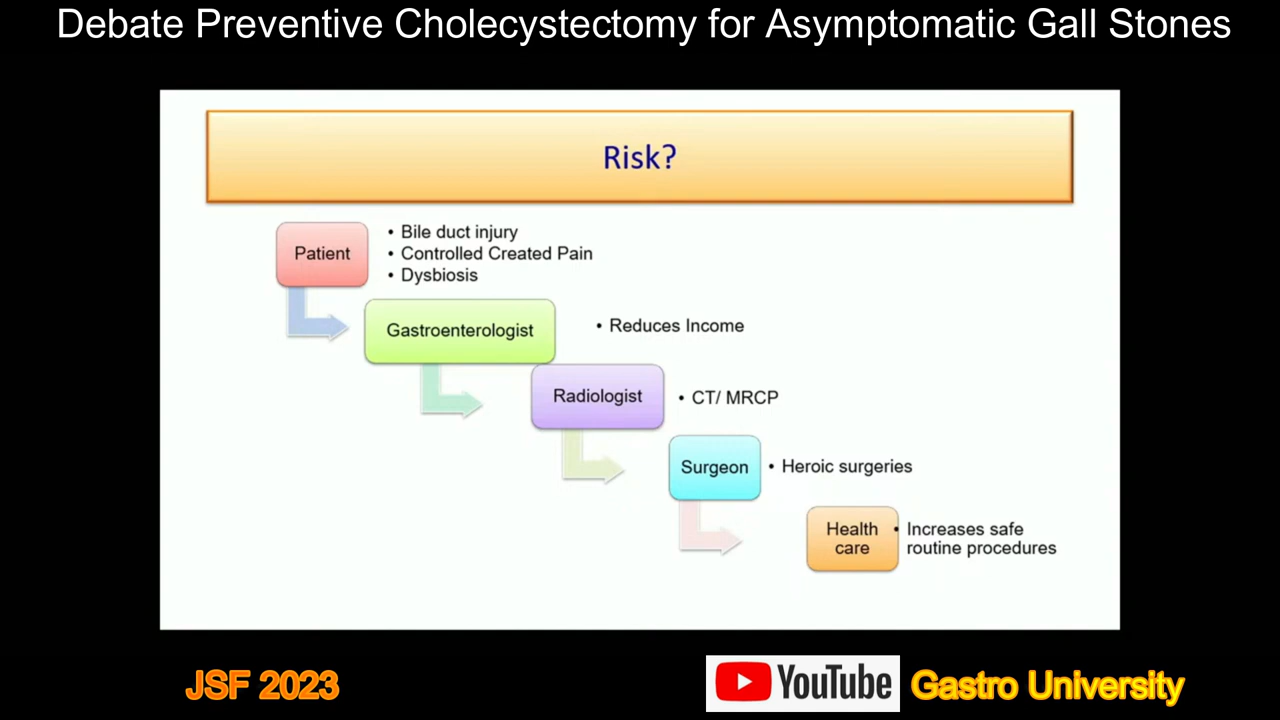 Debate Preventive Cholecystectomy for Asymptomatic Gall Stones
Risk?
Patient
• Bile duct injury
• Controlled Created Pain
• Dysbiosis
Gastroenterologist
• Reduces Income
Radiologist
• CT/ MRCP
Surgeon
• Heroic surgeries
Health
care
• Increases safe
routine procedures
JSF 2023
YouTube
Gastro University